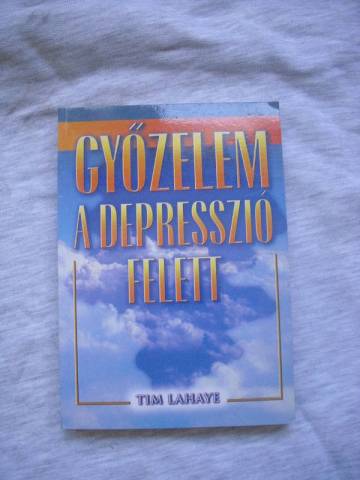 GYŐZELEM
A DEPRESSZIÓ
FELETT
TIM LAHAYE